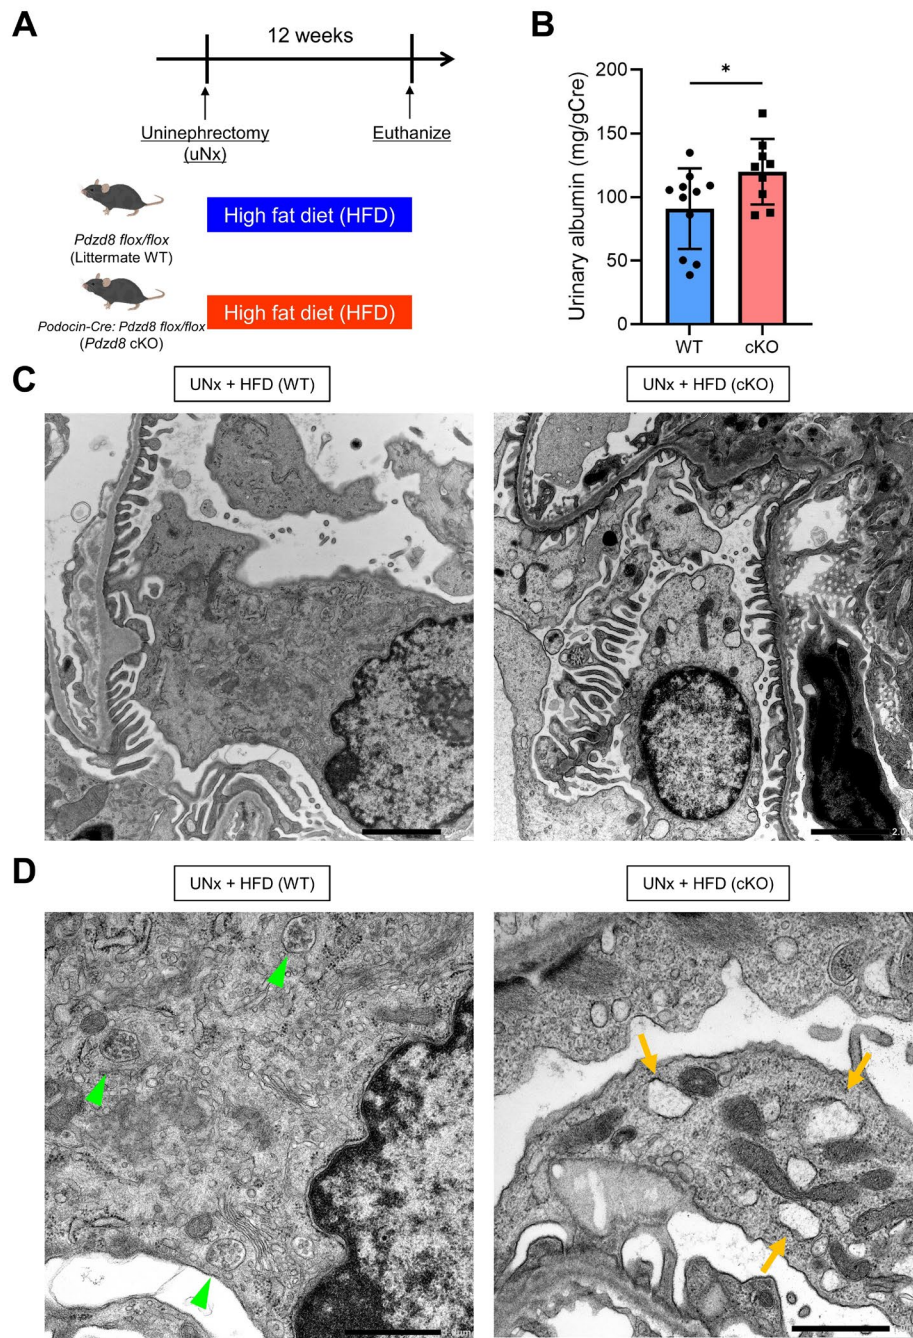 A
12 weeks
Uninephrectomy
(uNx)
Euthanize
High fat diet (HFD)
Pdzd8 flox/flox
(Littermate WT)
High fat diet (HFD)
Podocin-Cre: Pdzd8 flox/flox
(Pdzd8 cKO)
B
Urinary albumin (mg/gCre)
200
150
100
50
0
*
WT
cKO
C
UNx + HFD (WT)
UNx + HFD (cKO)
2.0
D
UNx + HFD (WT)
UNx + HFD (cKO)